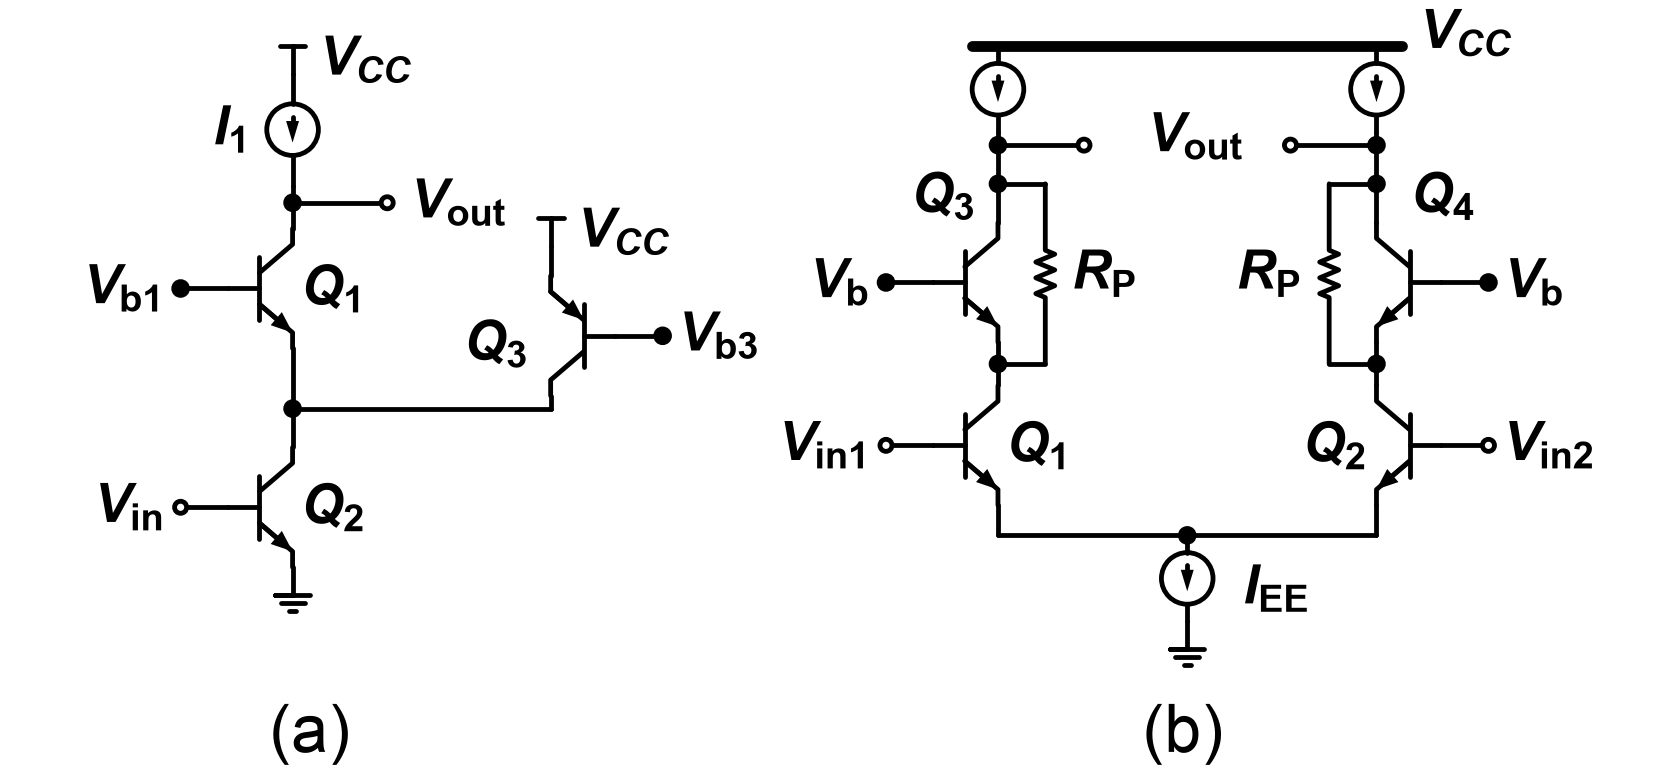 VCC
I1
Vout
VCC
Vb1
Q1
Q3
Vb3
Vin
Q2
(a)
VCC
Vout
Q3
Q4
Vb
RP
RP
Vb
Vin1
Q1
Q2
Vin2
IEE
(b)